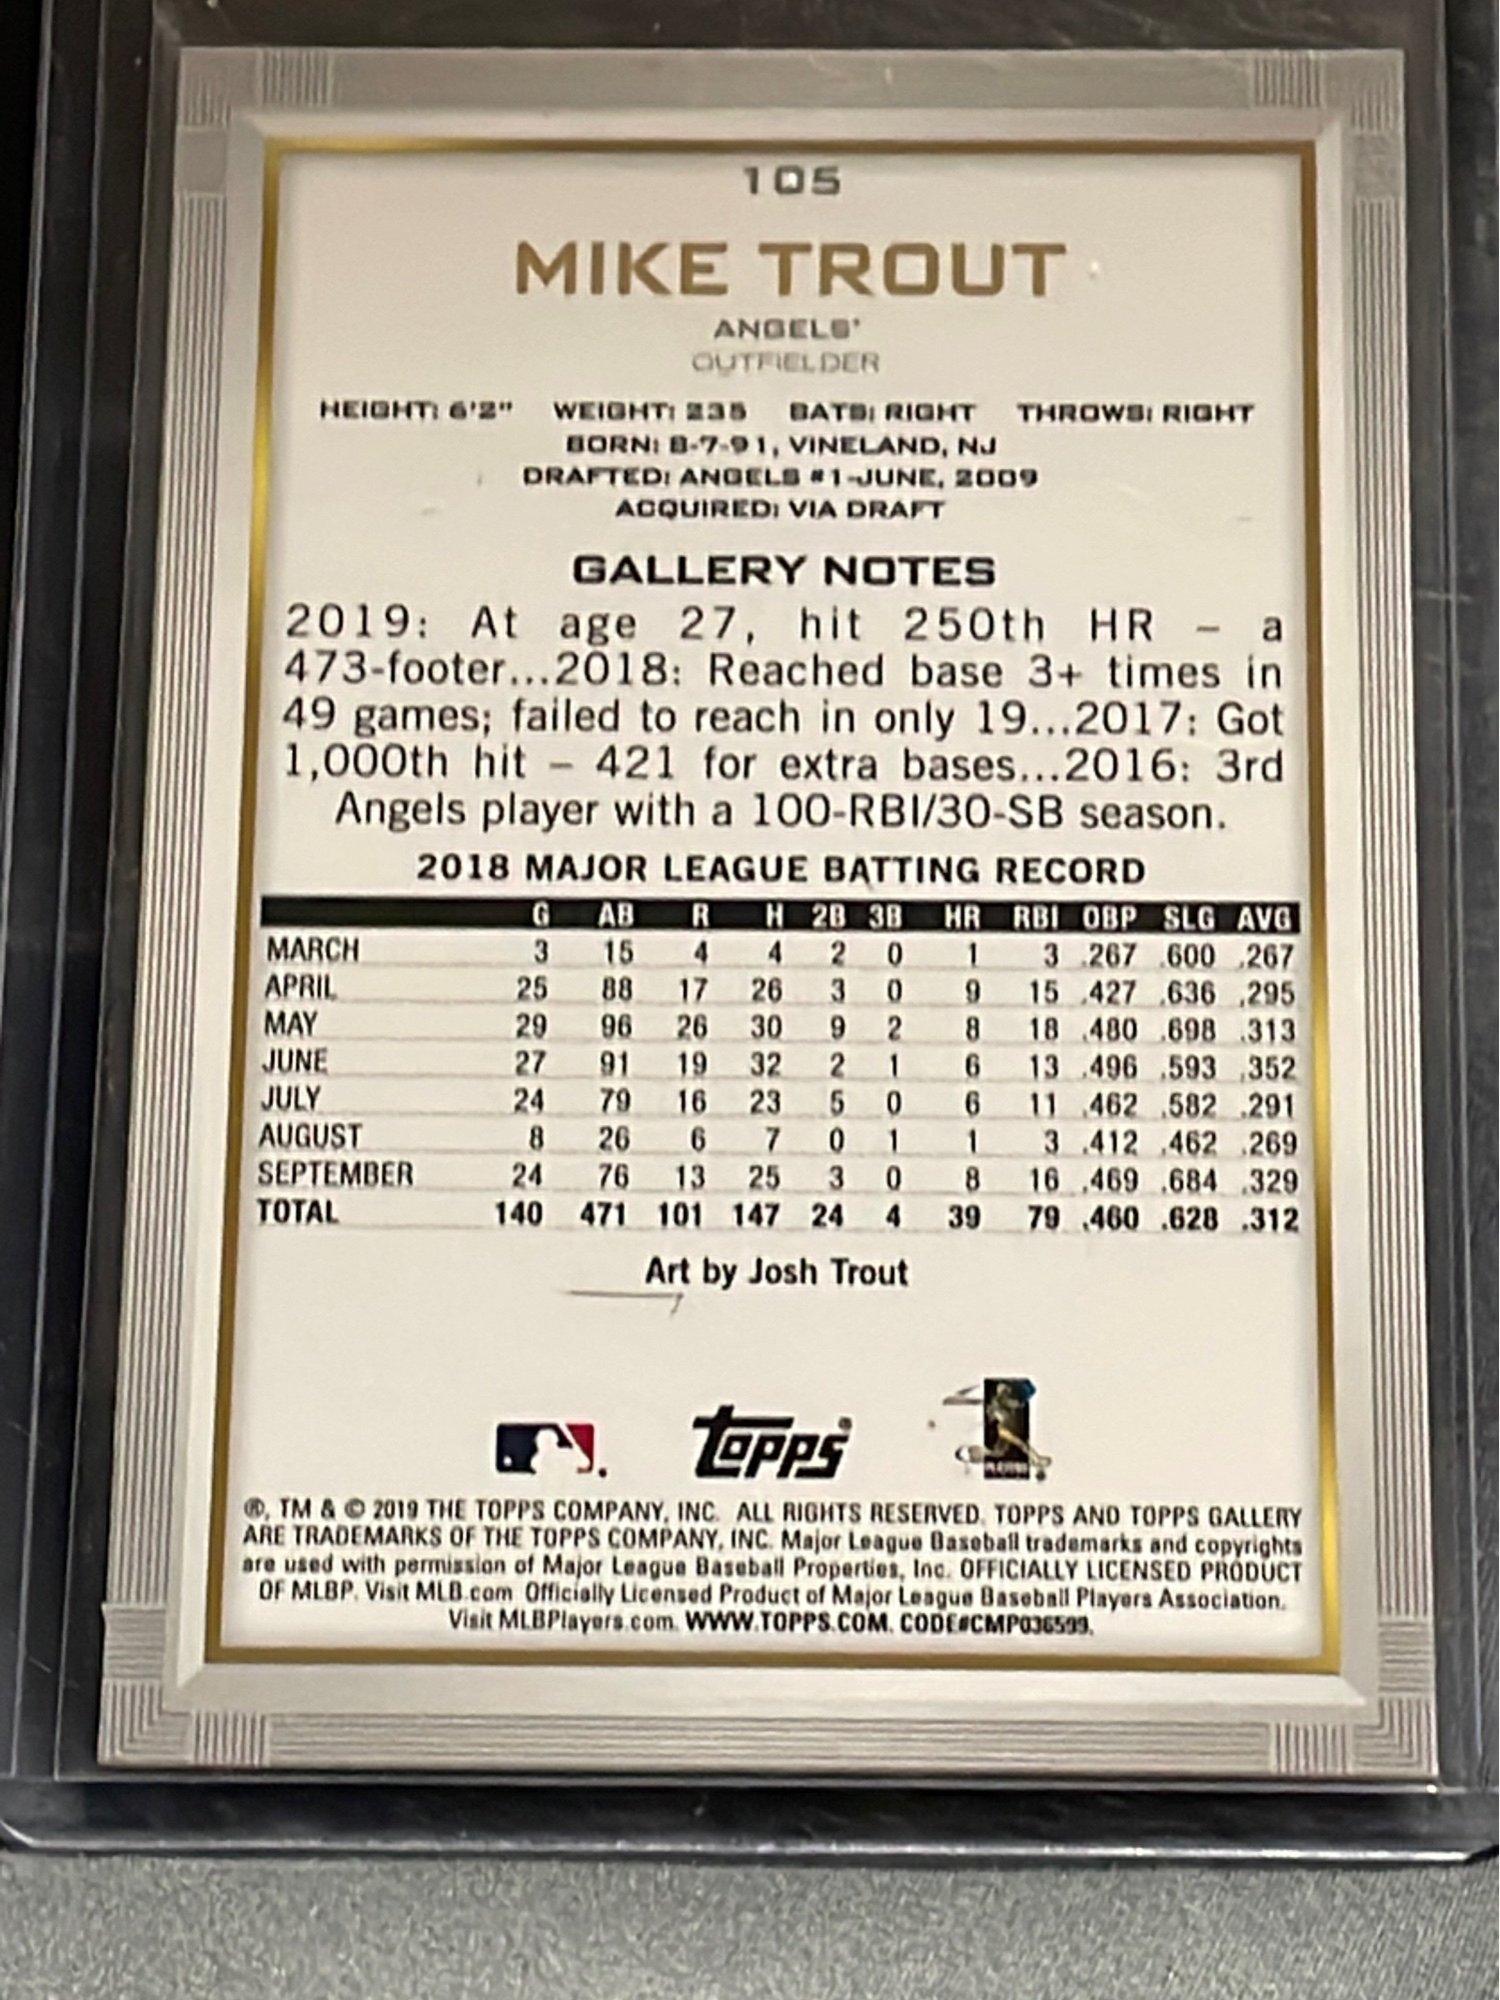 105
MIKE TROUT
ANGELS'
OUTFIELDER
HEIGHT: 6'2" WEIGHT: 235 BATS: RIGHT THROWS: RIGHT
BORN: 8-7-91, VINELAND, NJ
DRAFTED: ANGELS #1-JUNE, 2009
ACQUIRED: VIA DRAFT
GALLERY NOTES
2019: At age 27, hit 250th HR – a
473-footer...2018: Reached base 3+ times in
49 games; failed to reach in only 19...2017: Got
1,000th hit – 421 for extra bases...2016: 3rd
Angels player with a 100-RBI/30-SB season.
2018 MAJOR LEAGUE BATTING RECORD
G AB R H 2B 3B HR RBI OBP SLG AVG
MARCH 3 15 4 4 2 0 1 3 .267 .600 .267
APRIL 25 88 17 26 3 0 9 15 .427 .636 .295
MAY 29 96 26 30 9 2 8 18 .480 .698 .313
JUNE 27 91 19 32 2 1 6 13 .496 .593 .352
JULY 24 79 16 23 5 0 6 11 .462 .582 .291
AUGUST 8 26 6 7 0 1 1 3 .412 .462 .269
SEPTEMBER 24 76 13 25 3 0 8 16 .469 .684 .329
TOTAL 140 471 101 147 24 4 39 79 .460 .628 .312
Art by Josh Trout
topps®
®, TM & © 2019 THE TOPPS COMPANY, INC. ALL RIGHTS RESERVED. TOPPS AND TOPPS GALLERY
ARE TRADEMARKS OF THE TOPPS COMPANY, INC. Major League Baseball trademarks and copyrights
are used with permission of Major League Baseball Properties, Inc. OFFICIALLY LICENSED PRODUCT
OF MLBP. Visit MLB.com Officially Licensed Product of Major League Baseball Players Association.
Visit MLBPlayers.com. WWW.TOPPS.COM. CODE#CMP036599.